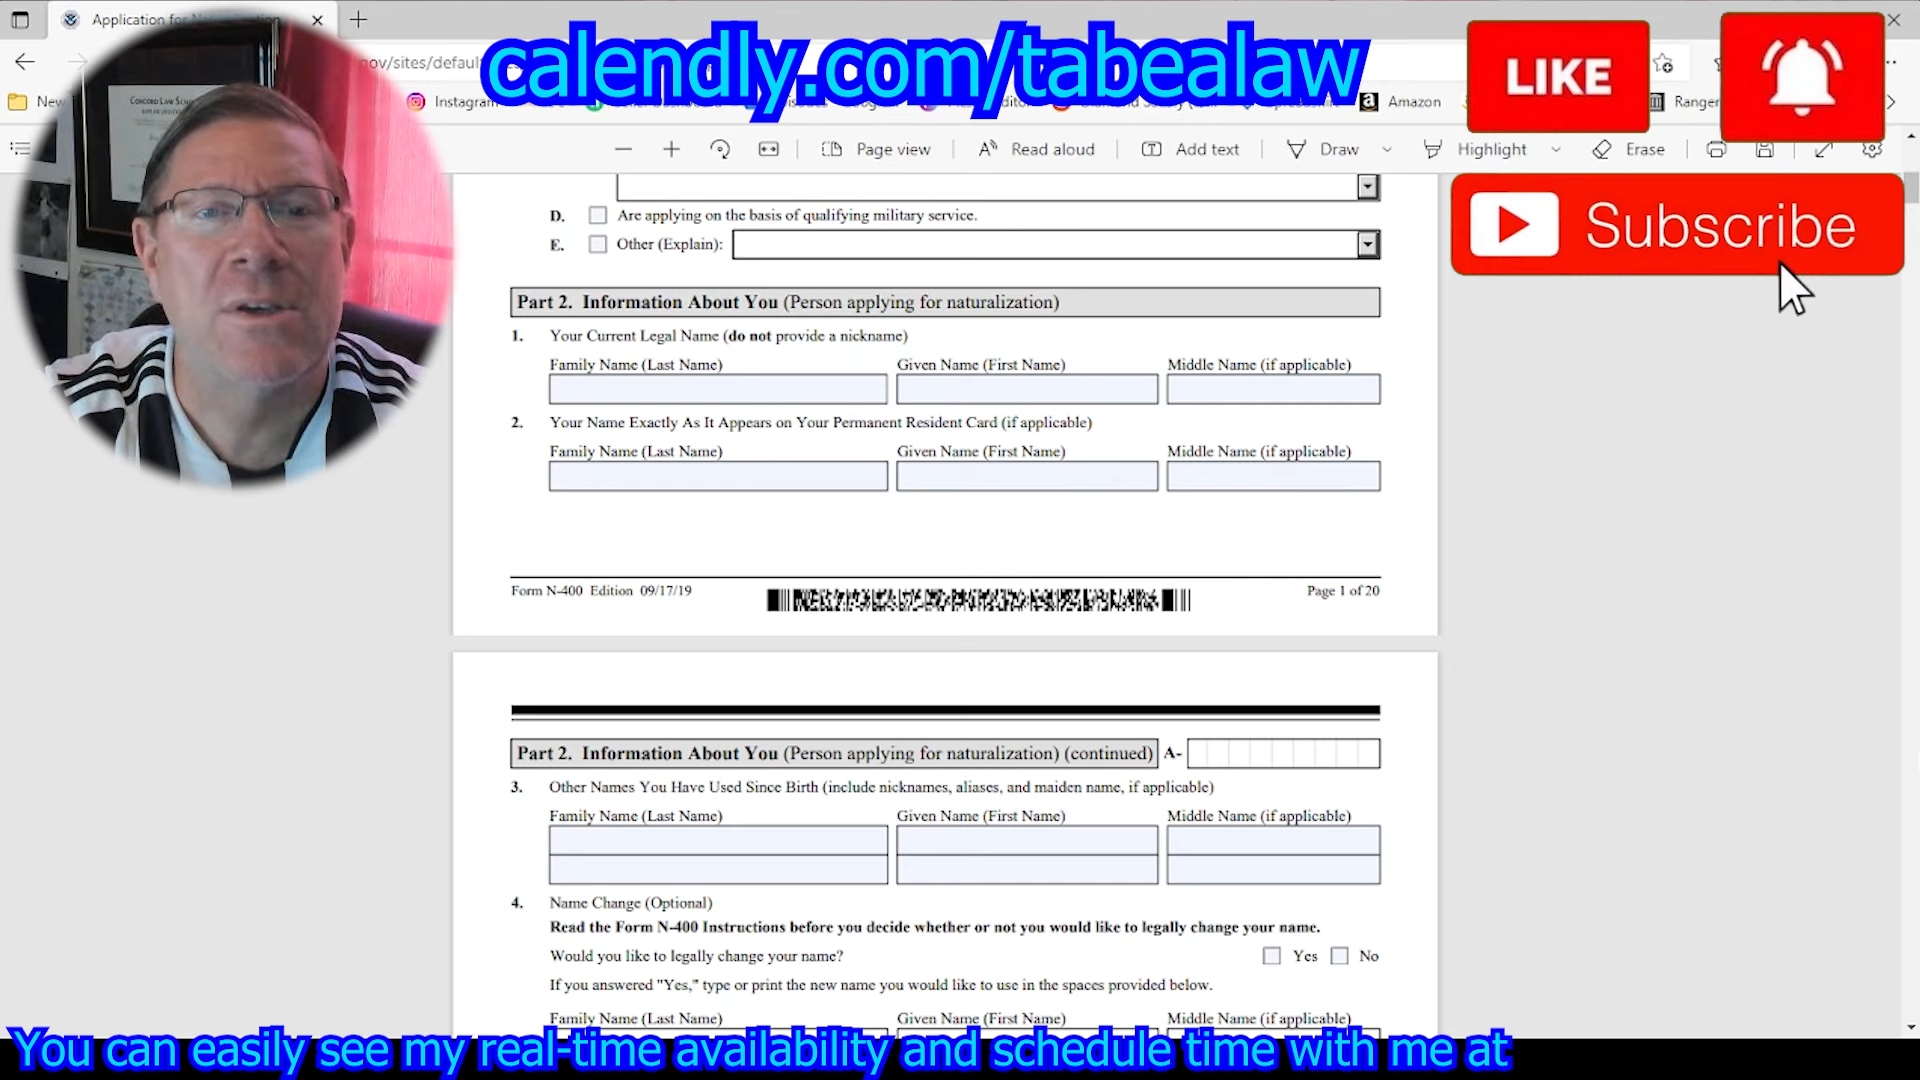 Application for
calendly.com/tabealaw
LIKE
gov/sites/defaul
New
CONCORD LAW SCH
Instagram
Amazon
Ranger
Page view
Read aloud
Add text
Draw
Highlight
Erase
Subscribe
D. Are applying on the basis of qualifying military service.
E. Other (Explain):
Part 2. Information About You (Person applying for naturalization)
1. Your Current Legal Name (do not provide a nickname)
Family Name (Last Name) Given Name (First Name) Middle Name (if applicable)
2. Your Name Exactly As It Appears on Your Permanent Resident Card (if applicable)
Family Name (Last Name) Given Name (First Name) Middle Name (if applicable)
Form N-400 Edition 09/17/19 Page 1 of 20
Part 2. Information About You (Person applying for naturalization) (continued) A-
3. Other Names You Have Used Since Birth (include nicknames, aliases, and maiden name, if applicable)
Family Name (Last Name) Given Name (First Name) Middle Name (if applicable)
4. Name Change (Optional)
Read the Form N-400 Instructions before you decide whether or not you would like to legally change your name.
Would you like to legally change your name? Yes No
If you answered "Yes," type or print the new name you would like to use in the spaces provided below.
Family Name (Last Name) Given Name (First Name) Middle Name (if applicable)
You can easily see my real-time availability and schedule time with me at